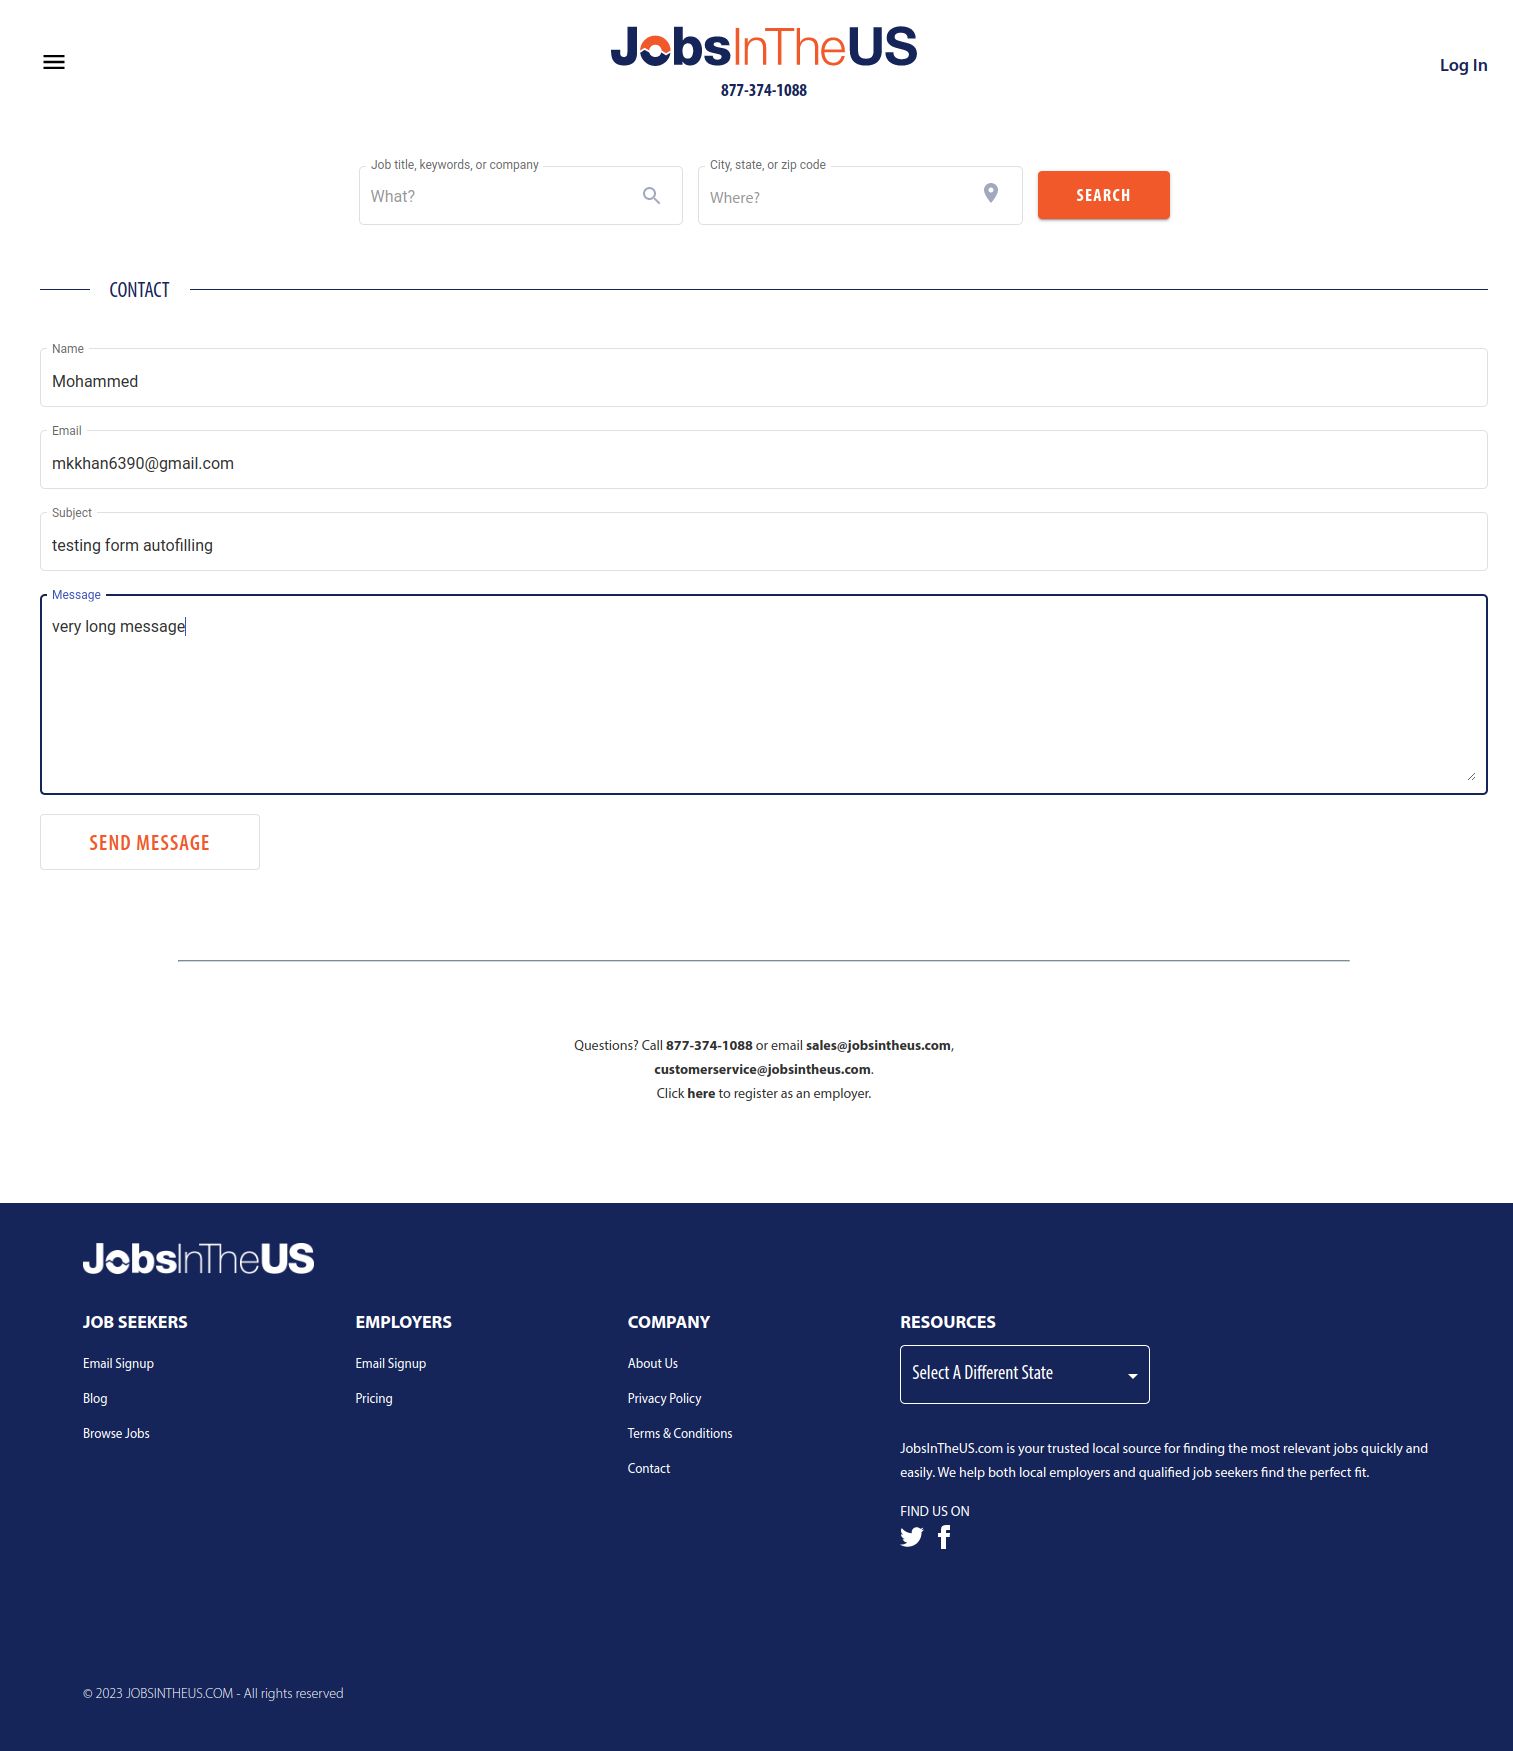 JobsInTheUS
877-374-1088
Log In
Job title, keywords, or company
What?
City, state, or zip code
Where?
SEARCH
CONTACT
Name
Mohammed
Email
mkkhan6390@gmail.com
Subject
testing form autofilling
Message
very long message
SEND MESSAGE
Questions? Call 877-374-1088 or email sales@jobsintheus.com,
customerservice@jobsintheus.com.
Click here to register as an employer.
JobsInTheUS
JOB SEEKERS
Email Signup
Blog
Browse Jobs
EMPLOYERS
Email Signup
Pricing
COMPANY
About Us
Privacy Policy
Terms & Conditions
Contact
RESOURCES
Select A Different State
JobsInTheUS.com is your trusted local source for finding the most relevant jobs quickly and
easily. We help both local employers and qualified job seekers find the perfect fit.
FIND US ON
© 2023 JOBSINTHEUS.COM - All rights reserved